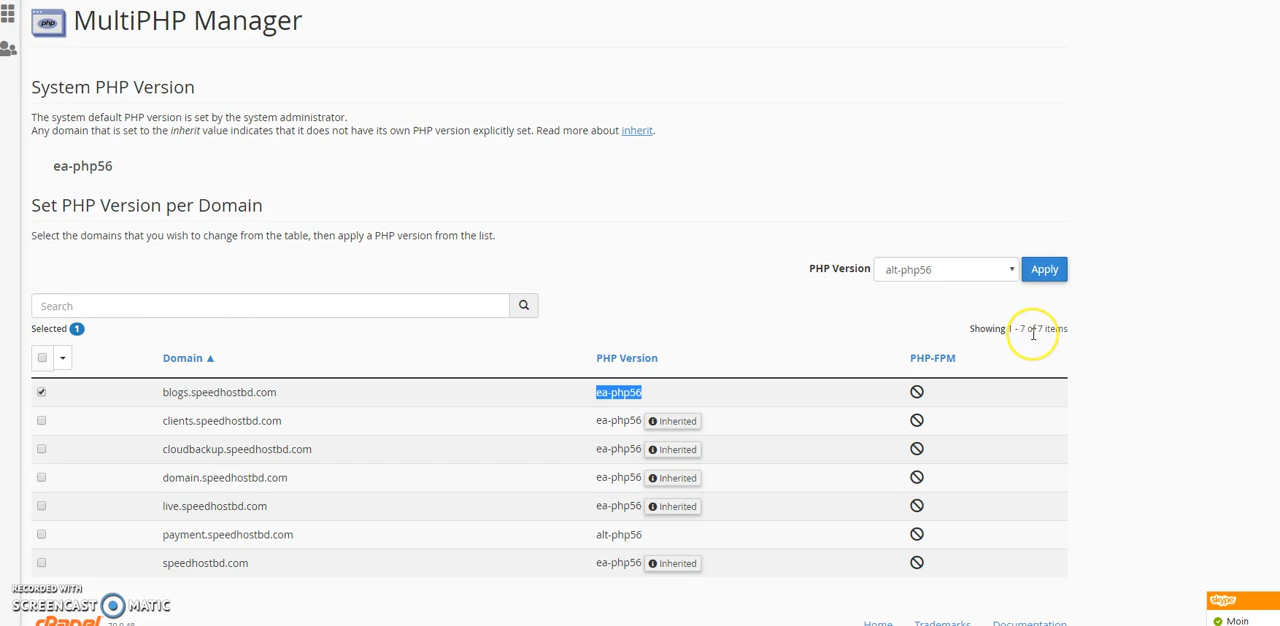 php
MultiPHP Manager
System PHP Version
The system default PHP version is set by the system administrator.
Any domain that is set to the inherit value indicates that it does not have its own PHP version explicitly set. Read more about inherit.
ea-php56
Set PHP Version per Domain
Select the domains that you wish to change from the table, then apply a PHP version from the list.
PHP Version alt-php56 Apply
Search
Selected 1 Showing 1 - 7 of 7 items
Domain PHP Version PHP-FPM
blogs.speedhostbd.com ea-php56
clients.speedhostbd.com ea-php56 Inherited
cloudbackup.speedhostbd.com ea-php56 Inherited
domain.speedhostbd.com ea-php56 Inherited
live.speedhostbd.com ea-php56 Inherited
payment.speedhostbd.com alt-php56
speedhostbd.com ea-php56 Inherited
RECORDED WITH
SCREENCAST MATIC
skype
Moin
cPanel Home Trademarks Documentation